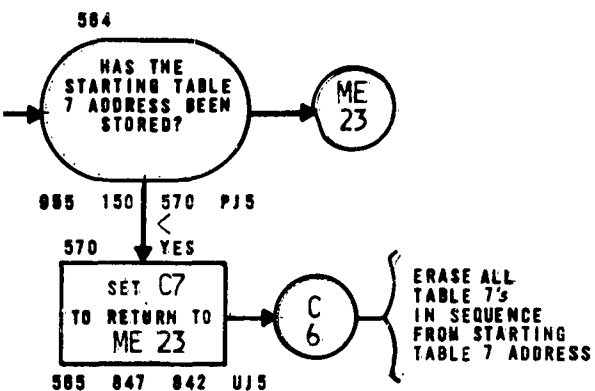 564
HAS THE
STARTING TABLE
7 ADDRESS BEEN
STORED?
ME
23
955 150 570 PJ5
<
570 YES
SET C7
TO RETURN TO
ME 23
C
6
ERASE ALL
TABLE 7's
IN SEQUENCE
FROM STARTING
TABLE 7 ADDRESS
565 847 842 UJ5